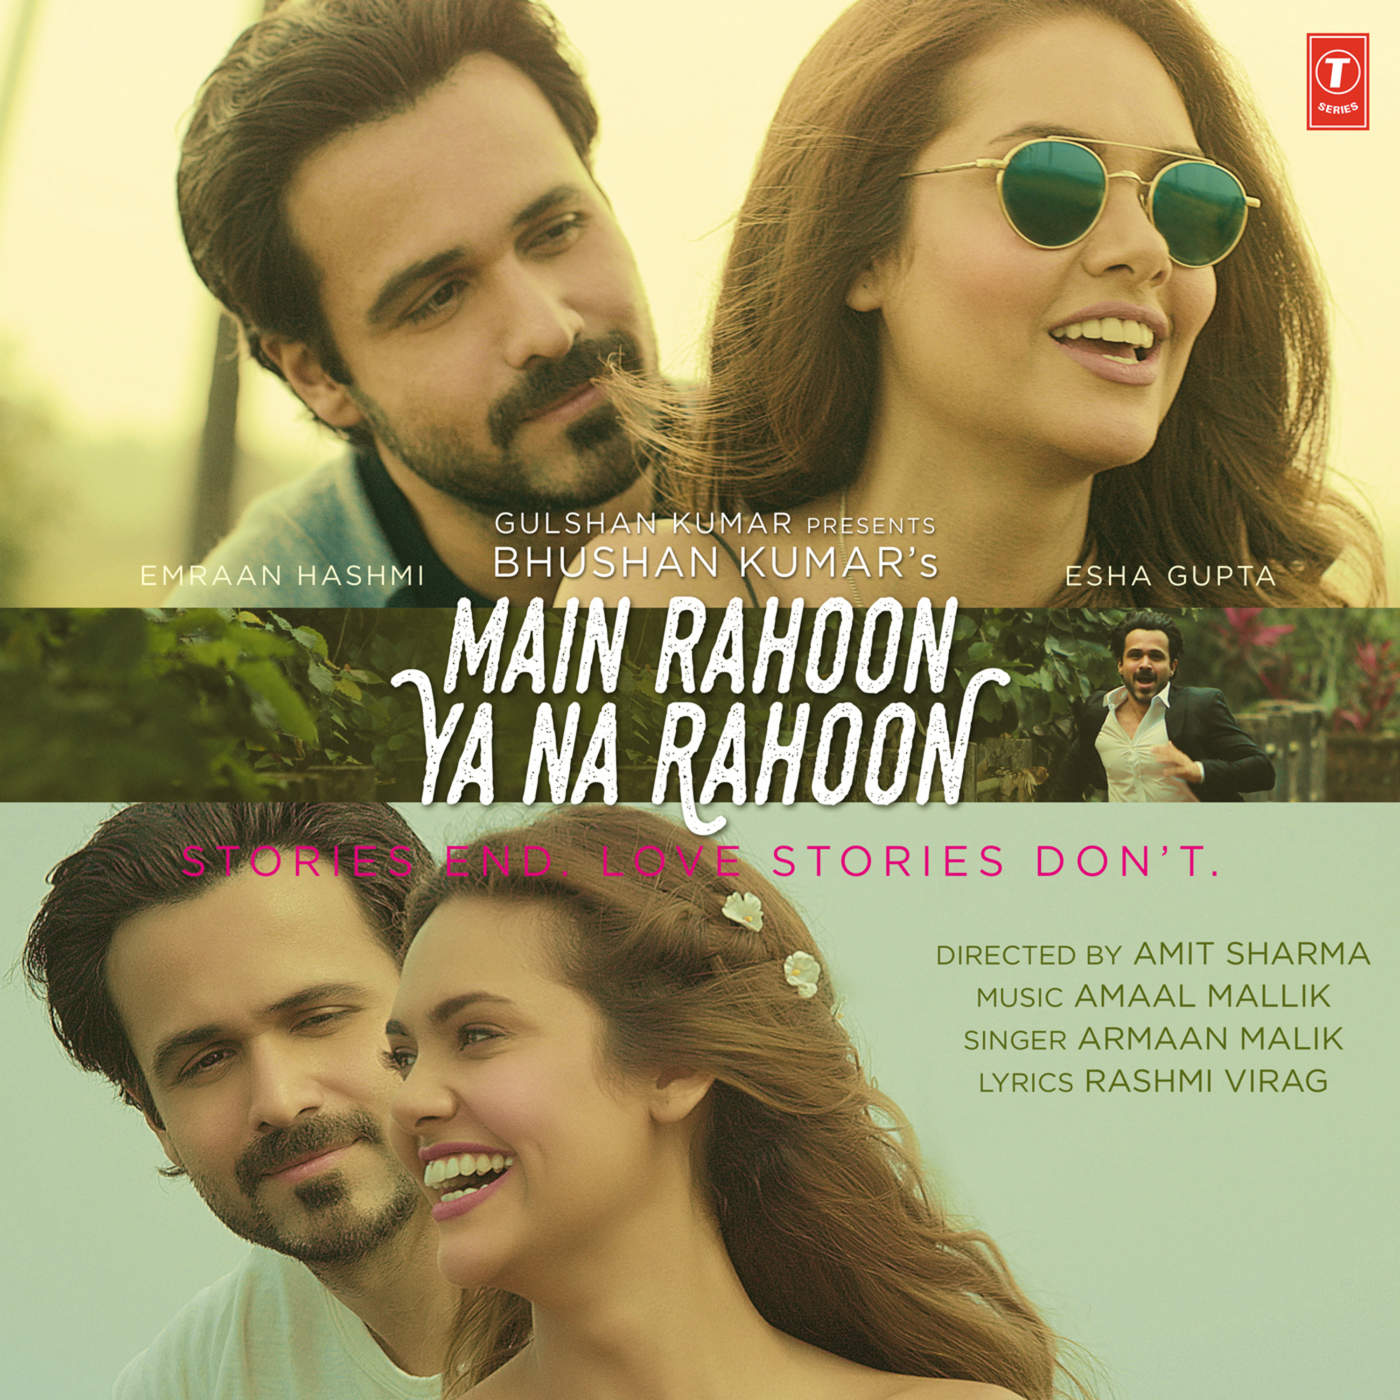 T
SERIES
GULSHAN KUMAR PRESENTS
BHUSHAN KUMAR's
EMRAAN HASHMI
ESHA GUPTA
MAIN RAHOON
YA NA RAHOON
STORIES END. LOVE STORIES DON'T.
DIRECTED BY AMIT SHARMA
MUSIC AMAAL MALLIK
SINGER ARMAAN MALIK
LYRICS RASHMI VIRAG